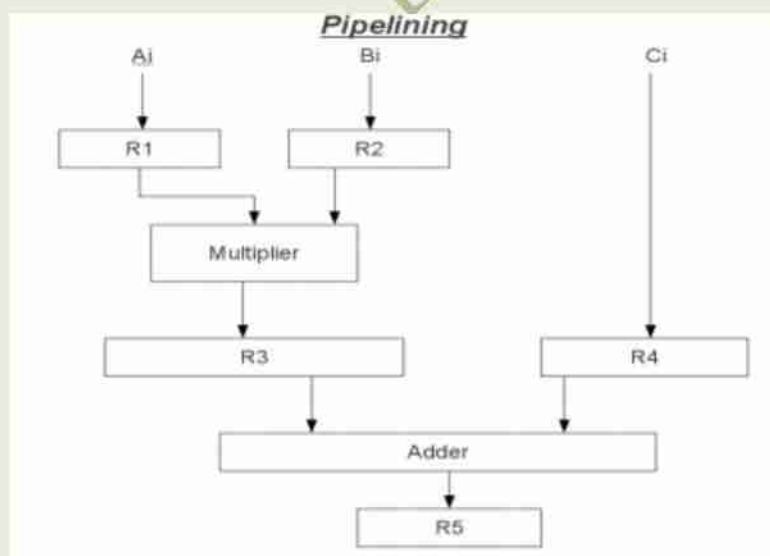 Pipelining
Ai Bi Ci
R1 R2
Multiplier
R3 R4
Adder
R5